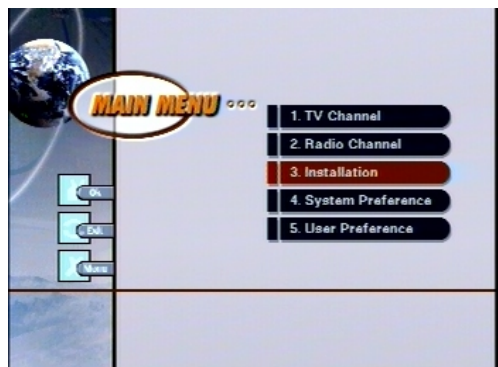 MAIN MENU ...
1. TV Channel
2. Radio Channel
3. Installation
4. System Preference
5. User Preference
Ok
Exit
Menu